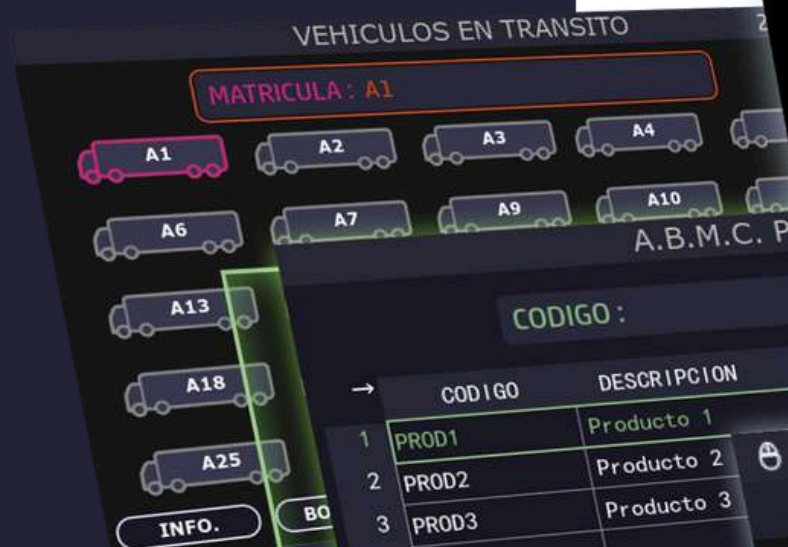 VEHICULOS EN TRANSITO
MATRICULA: A1
A1 A2 A3 A4
A6 A7 A9 A10
A.B.M.C. P
A13
CODIGO:
A18
→ CODIGO DESCRIPCION
1 PROD1 Producto 1
A25
2 PROD2 Producto 2
3 PROD3 Producto 3
INFO. BO